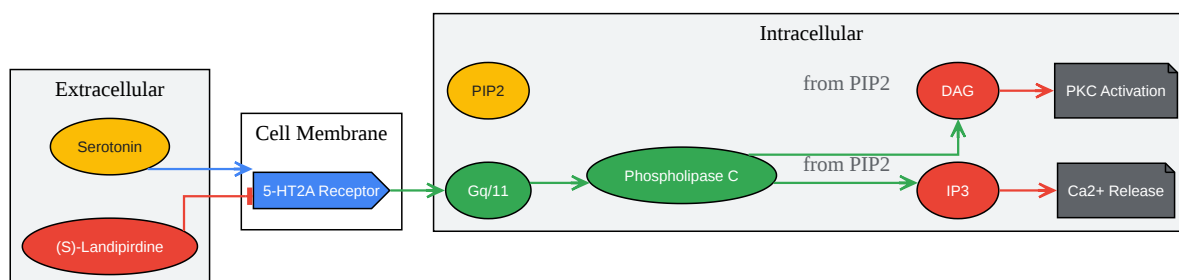 Extracellular
Serotonin
(S)-Landipirdine
Cell Membrane
5-HT2A Receptor
Intracellular
PIP2
from PIP2
DAG
PKC Activation
Gq/11
Phospholipase C
from PIP2
IP3
Ca2+ Release